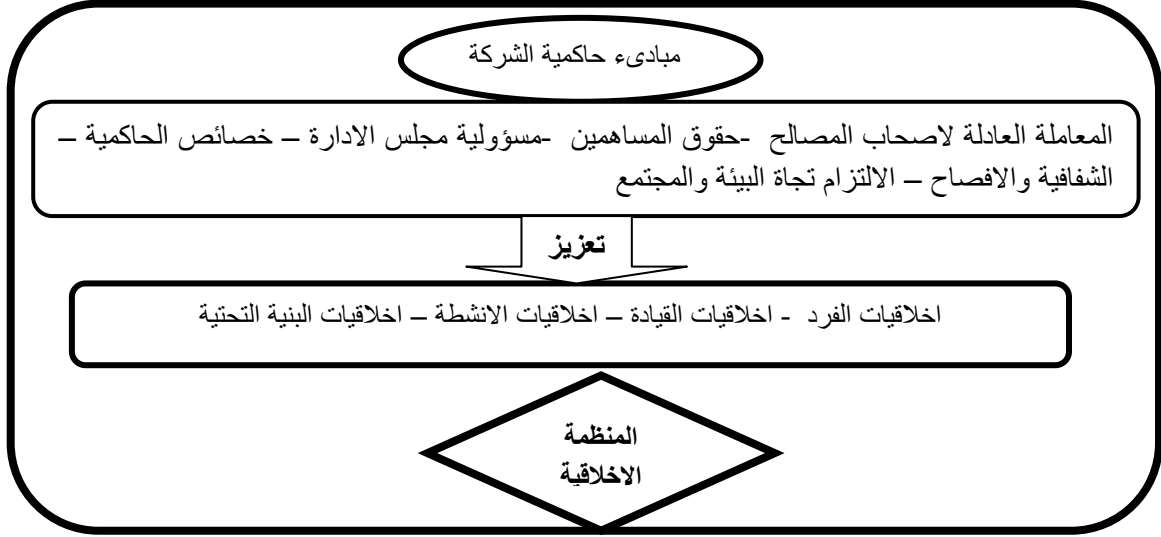 مبادىء حاكمية الشركة
المعاملة العادلة لاصحاب المصالح -حقوق المساهمين -مسؤولية مجلس الادارة – خصائص الحاكمية –
الشفافية والافصاح – الالتزام تجاة البيئة والمجتمع
تعزيز
اخلاقيات الفرد - اخلاقيات القيادة – اخلاقيات الانشطة – اخلاقيات البنية التحتية
المنظمة
الاخلاقية